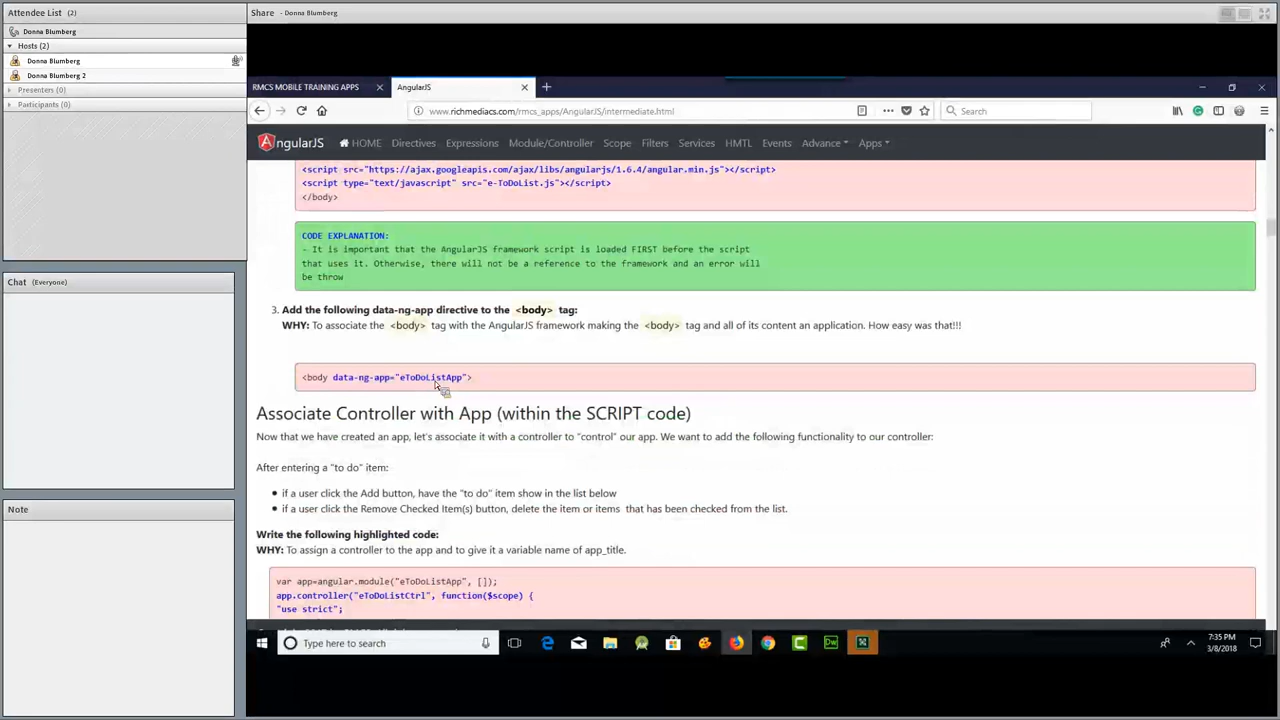 Attendee List (2)
Donna Blumberg
Hosts (2)
Donna Blumberg
Donna Blumberg 2
Presenters (0)
Participants (0)
Chat (Everyone)
Note
Share - Donna Blumberg
RMCS MOBILE TRAINING APPS
AngularJS
www.richmediacs.com/rmcs_apps/AngularJS/intermediate.html
Search
AngularJS HOME Directives Expressions Module/Controller Scope Filters Services HMTL Events Advance Apps
<script src="https://ajax.googleapis.com/ajax/libs/angularjs/1.6.4/angular.min.js"></script>
<script type="text/javascript" src="e-ToDoList.js"></script>
</body>
CODE EXPLANATION:
- It is important that the AngularJS framework script is loaded FIRST before the script
that uses it. Otherwise, there will not be a reference to the framework and an error will
be throw
3. Add the following data-ng-app directive to the <body> tag:
WHY: To associate the <body> tag with the AngularJS framework making the <body> tag and all of its content an application. How easy was that!!!
<body data-ng-app="eToDoListApp">
Associate Controller with App (within the SCRIPT code)
Now that we have created an app, let's associate it with a controller to "control" our app. We want to add the following functionality to our controller:
After entering a "to do" item:
• if a user click the Add button, have the "to do" item show in the list below
• if a user click the Remove Checked Item(s) button, delete the item or items that has been checked from the list.
Write the following highlighted code:
WHY: To assign a controller to the app and to give it a variable name of app_title.
var app=angular.module("eToDoListApp", []);
app.controller("eToDoListCtrl", function($scope) {
"use strict";
Type here to search
Dw
7:35 PM
3/8/2018